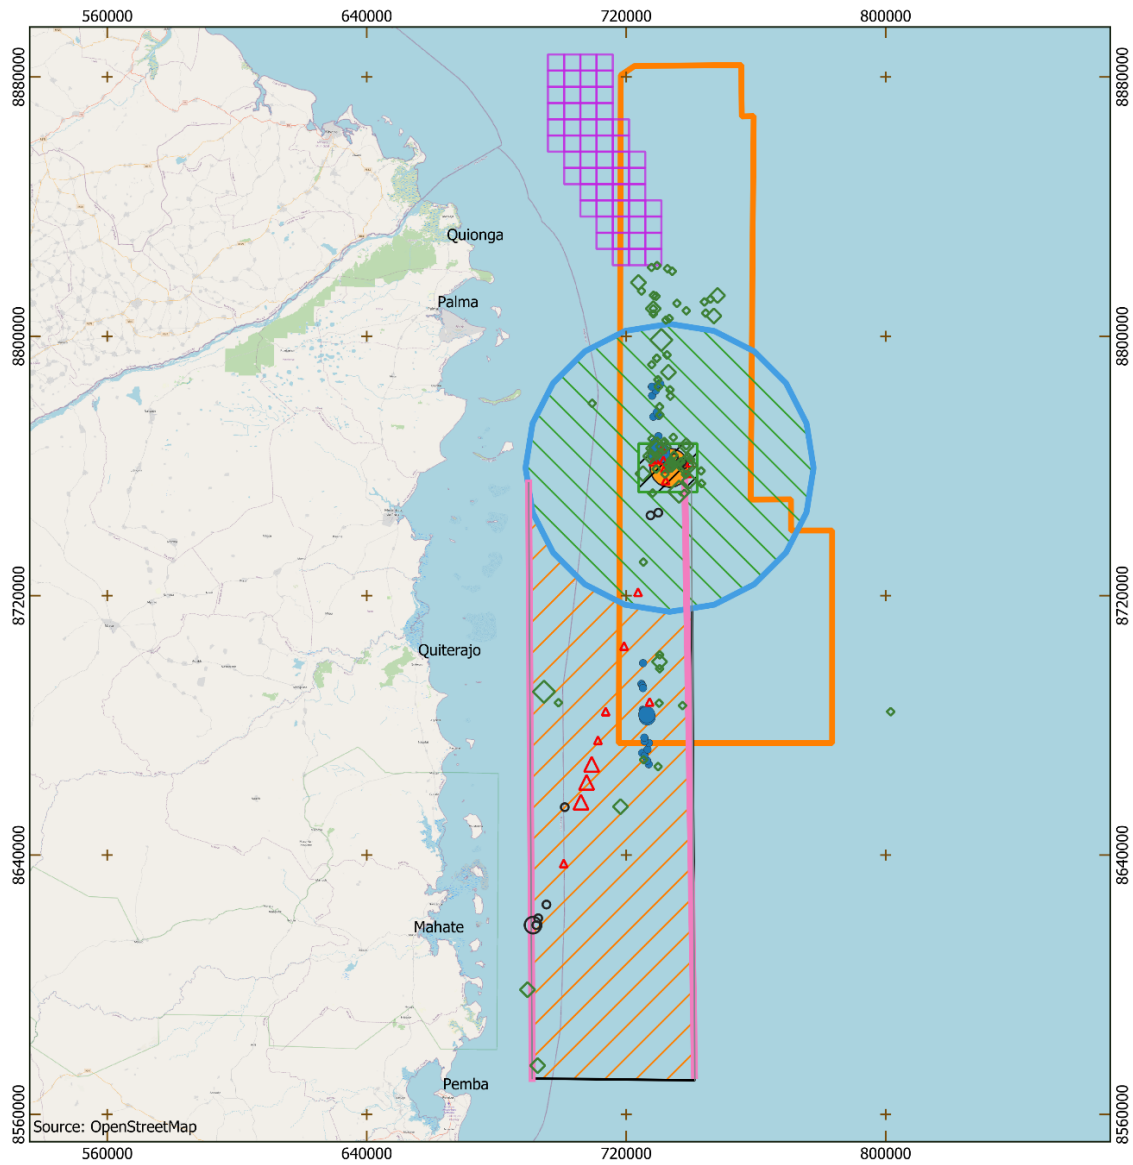 560000 640000 720000 800000
8880000 8880000
Quionga
Palma
8800000 8800000
8720000 8720000
Quiterajo
8640000 8640000
Mahate
Pemba
8560000 8560000
Source: OpenStreetMap
560000 640000 720000 800000